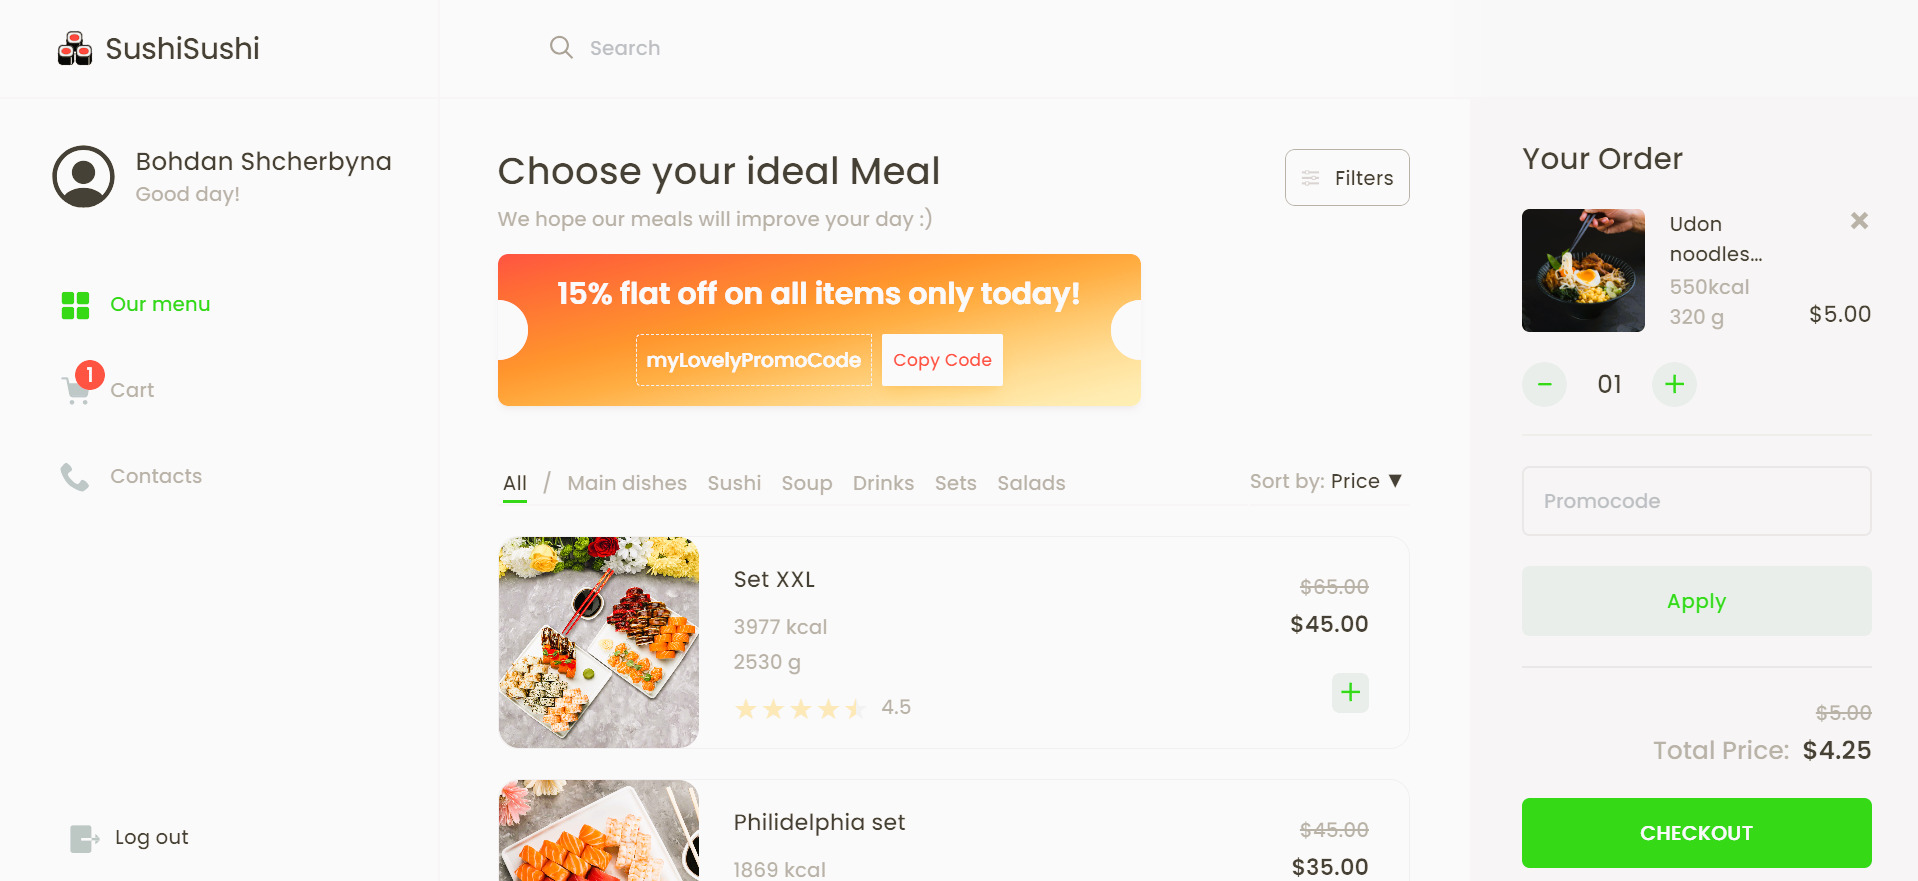 SushiSushi
Search
Bohdan Shcherbyna
Good day!
Our menu
1
Cart
Contacts
Log out
Choose your ideal Meal
We hope our meals will improve your day :)
Filters
15% flat off on all items only today!
myLovelyPromoCode
Copy Code
All / Main dishes Sushi Soup Drinks Sets Salads
Sort by: Price ▼
Set XXL
3977 kcal
2530 g
4.5
$65.00
$45.00
+
Philidelphia set
1869 kcal
$45.00
$35.00
Your Order
Udon
noodles...
550kcal
320 g
$5.00
×
− 01 +
Promocode
Apply
$5.00
Total Price: $4.25
CHECKOUT